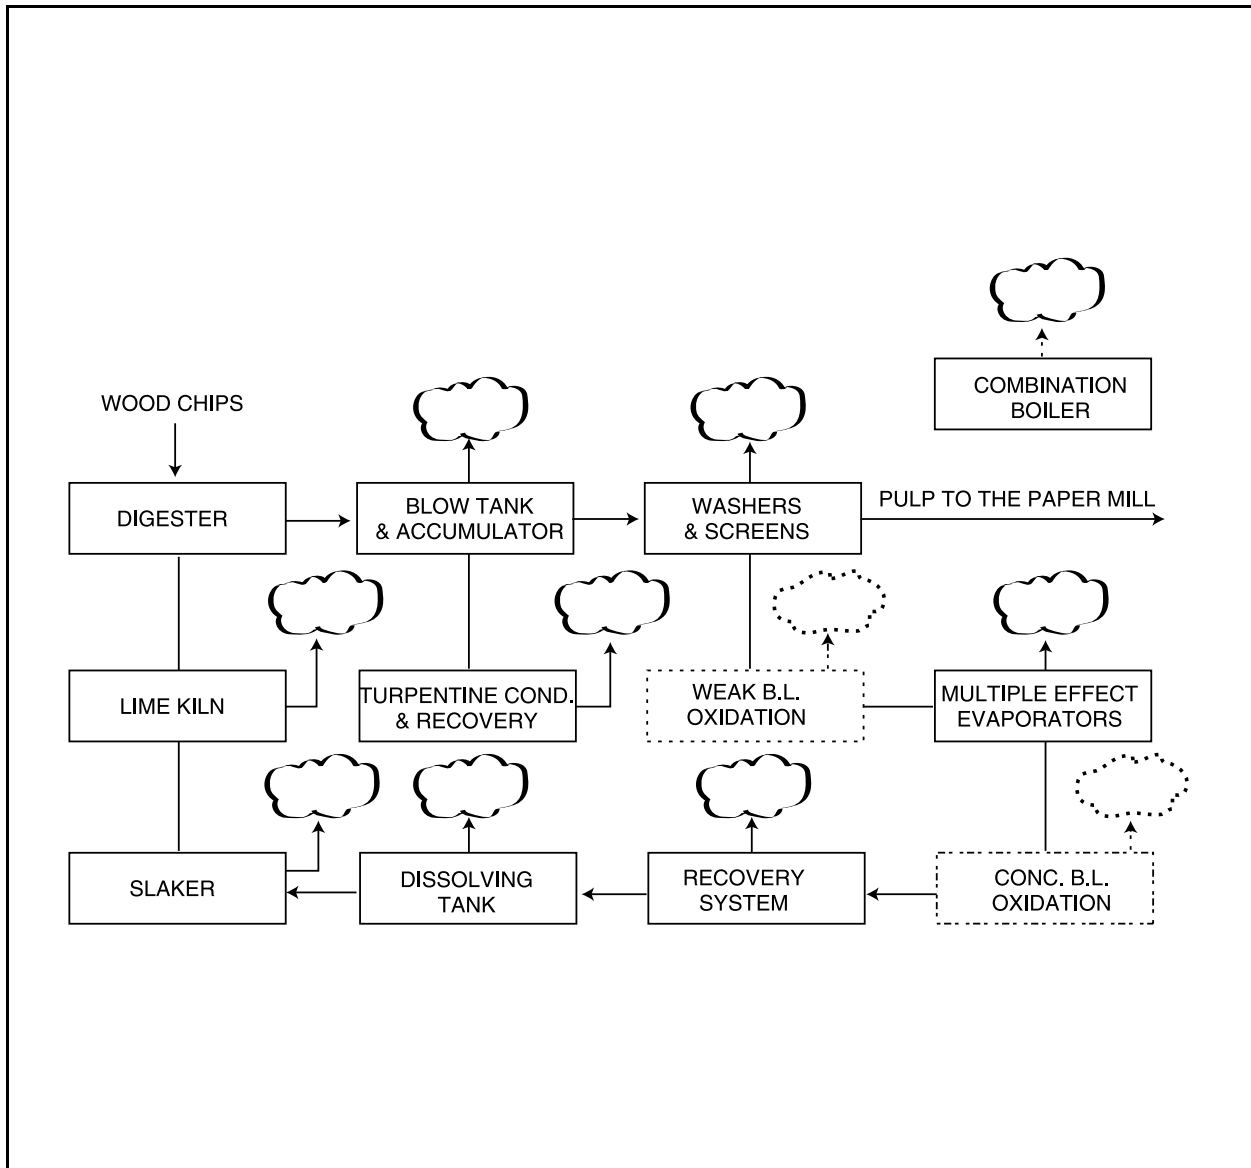 COMBINATION
BOILER
WOOD CHIPS
DIGESTER
BLOW TANK
& ACCUMULATOR
WASHERS
& SCREENS
PULP TO THE PAPER MILL
LIME KILN
TURPENTINE COND.
& RECOVERY
WEAK B.L.
OXIDATION
MULTIPLE EFFECT
EVAPORATORS
SLAKER
DISSOLVING
TANK
RECOVERY
SYSTEM
CONC. B.L.
OXIDATION